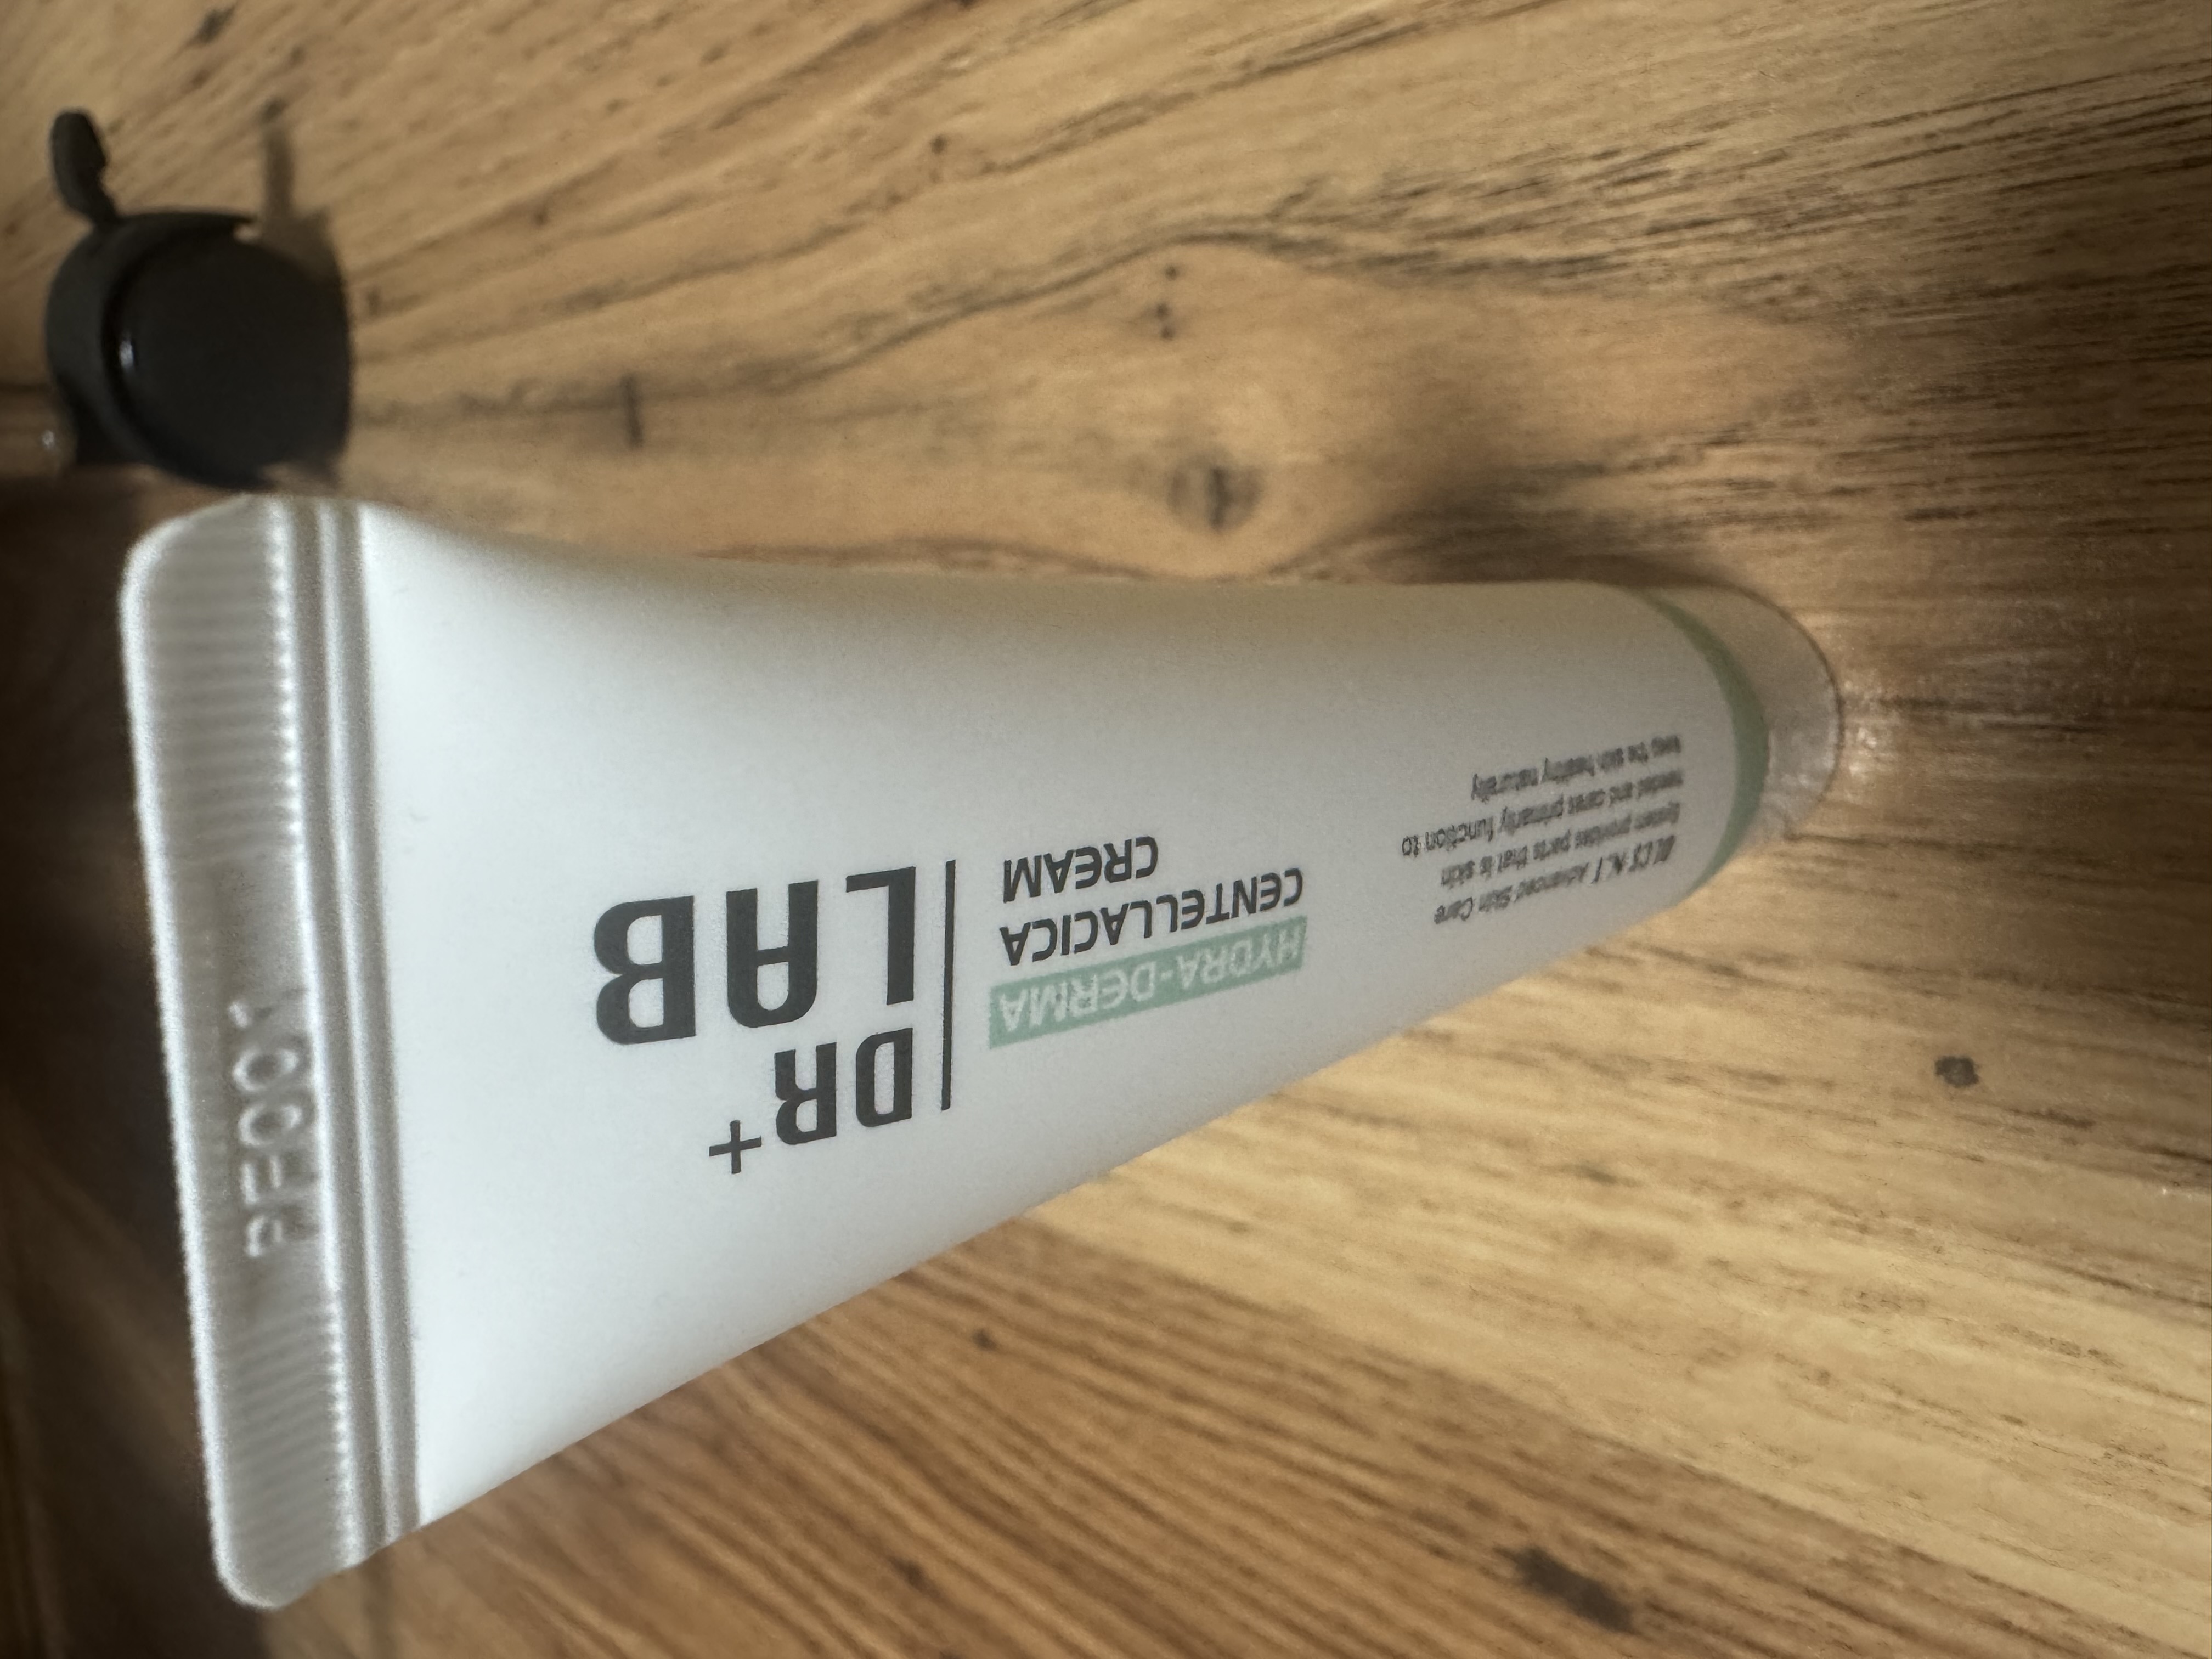 PF001
DR+
LAB
HYDRA-DERMA
CENTELLACICA
CREAM
Advanced Skin Care
System provides parts that is skin
needed and cares primarily function to
keep the skin healthy naturally